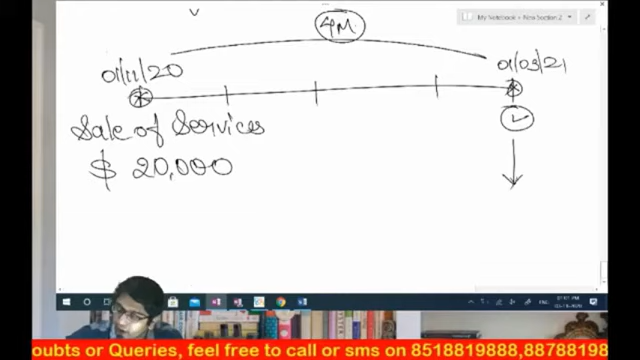 My Notebook • New Section 2
4M
01/11/20
01/03/21
Sale of Services
$ 20,000
ENG
oubts or Queries, feel free to call or sms on 8518819888,88788198